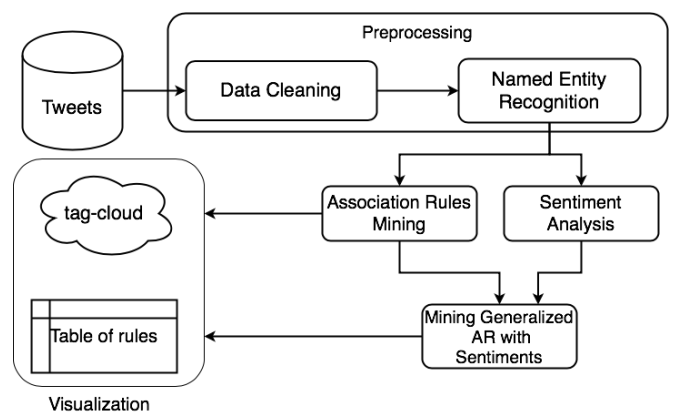 Preprocessing
Tweets
Data Cleaning
Named Entity
Recognition
tag-cloud
Association Rules
Mining
Sentiment
Analysis
Table of rules
Mining Generalized
AR with
Sentiments
Visualization